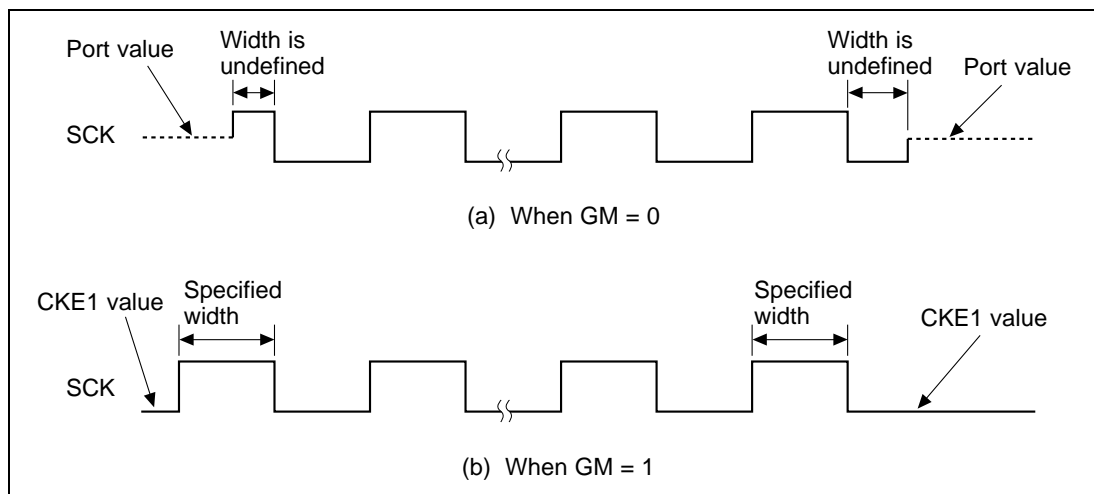 Port value
Width is
undefined
Width is
undefined
Port value
SCK
(a) When GM = 0
CKE1 value
Specified
width
Specified
width
CKE1 value
SCK
(b) When GM = 1